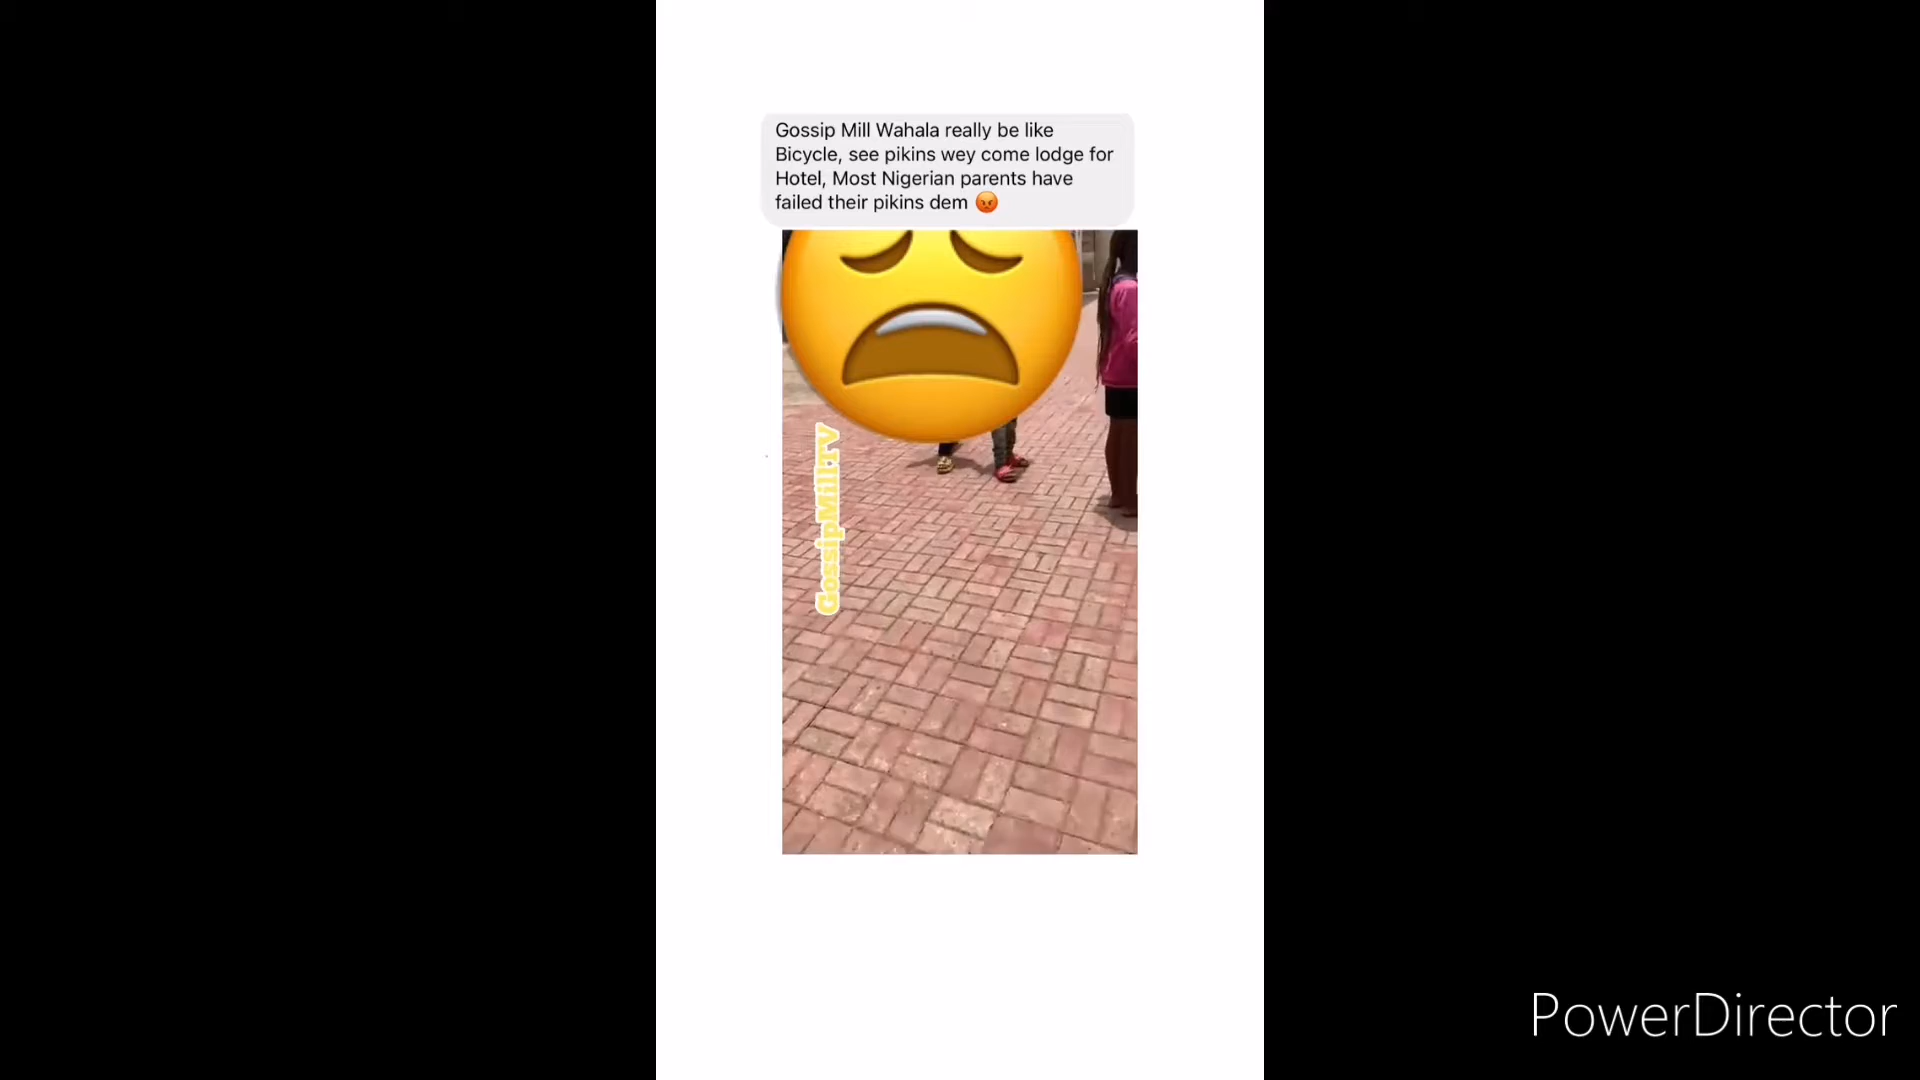 Gossip Mill Wahala really be like
Bicycle, see pikins wey come lodge for
Hotel, Most Nigerian parents have
failed their pikins dem 😡
GossipMillTV
PowerDirector